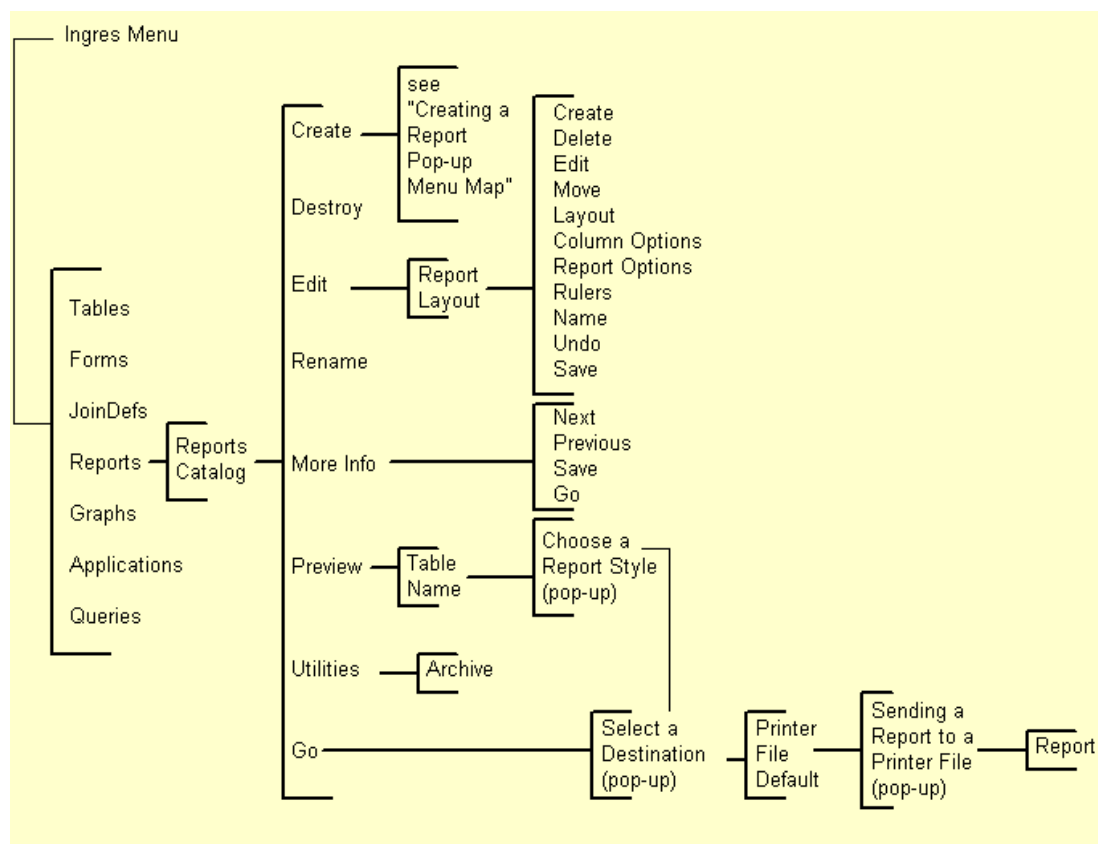 Ingres Menu
Tables
Forms
JoinDefs
Reports
Graphs
Applications
Queries
Reports
Catalog
Create
Destroy
Edit
Rename
More Info
Preview
Utilities
Go
see
"Creating a
Report
Pop-up
Menu Map"
Report
Layout
Create
Delete
Edit
Move
Layout
Column Options
Report Options
Rulers
Name
Undo
Save
Next
Previous
Save
Go
Table
Name
Choose a
Report Style
(pop-up)
Archive
Select a
Destination
(pop-up)
Printer
File
Default
Sending a
Report to a
Printer File
(pop-up)
Report